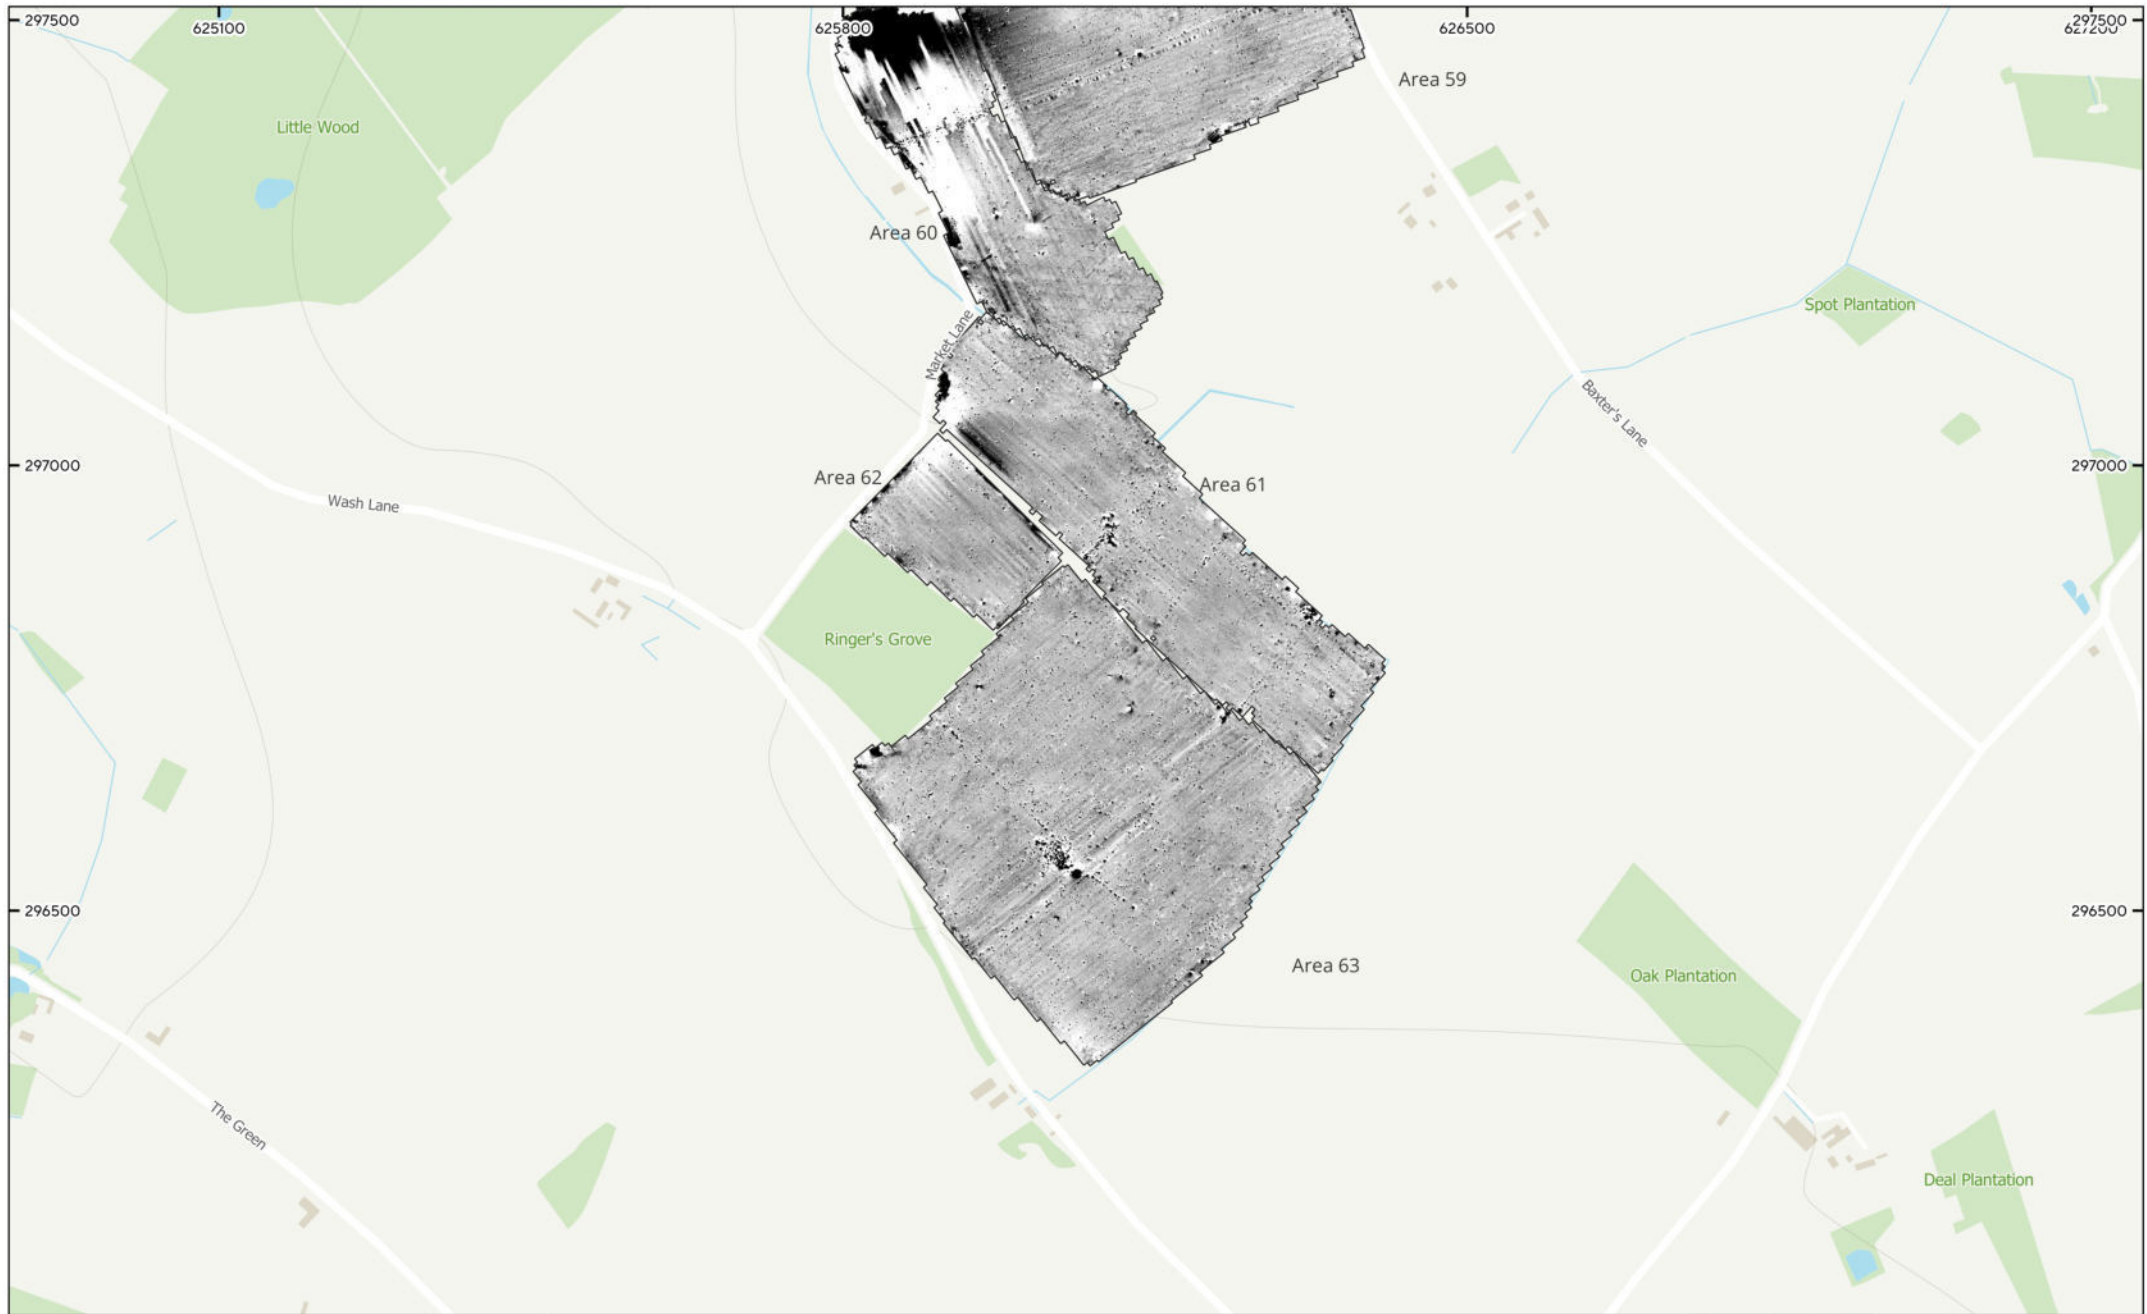 297500
625100
625800
626500
627200
297500
Area 59
Little Wood
Area 60
Spot Plantation
Market Lane
Baxter's Lane
297000
Area 62
Area 61
297000
Wash Lane
Ringer's Grove
296500
296500
Area 63
Oak Plantation
The Green
Deal Plantation